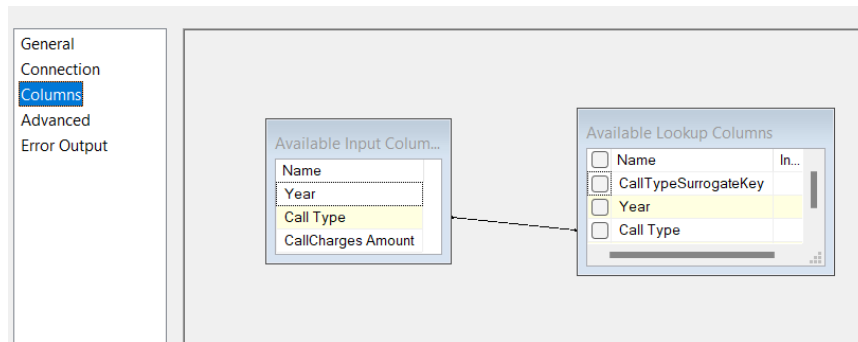 General
Connection
Columns
Advanced
Error Output
Available Input Colum...
Name
Year
Call Type
CallCharges Amount
Available Lookup Columns
Name In...
CallTypeSurrogateKey
Year
Call Type